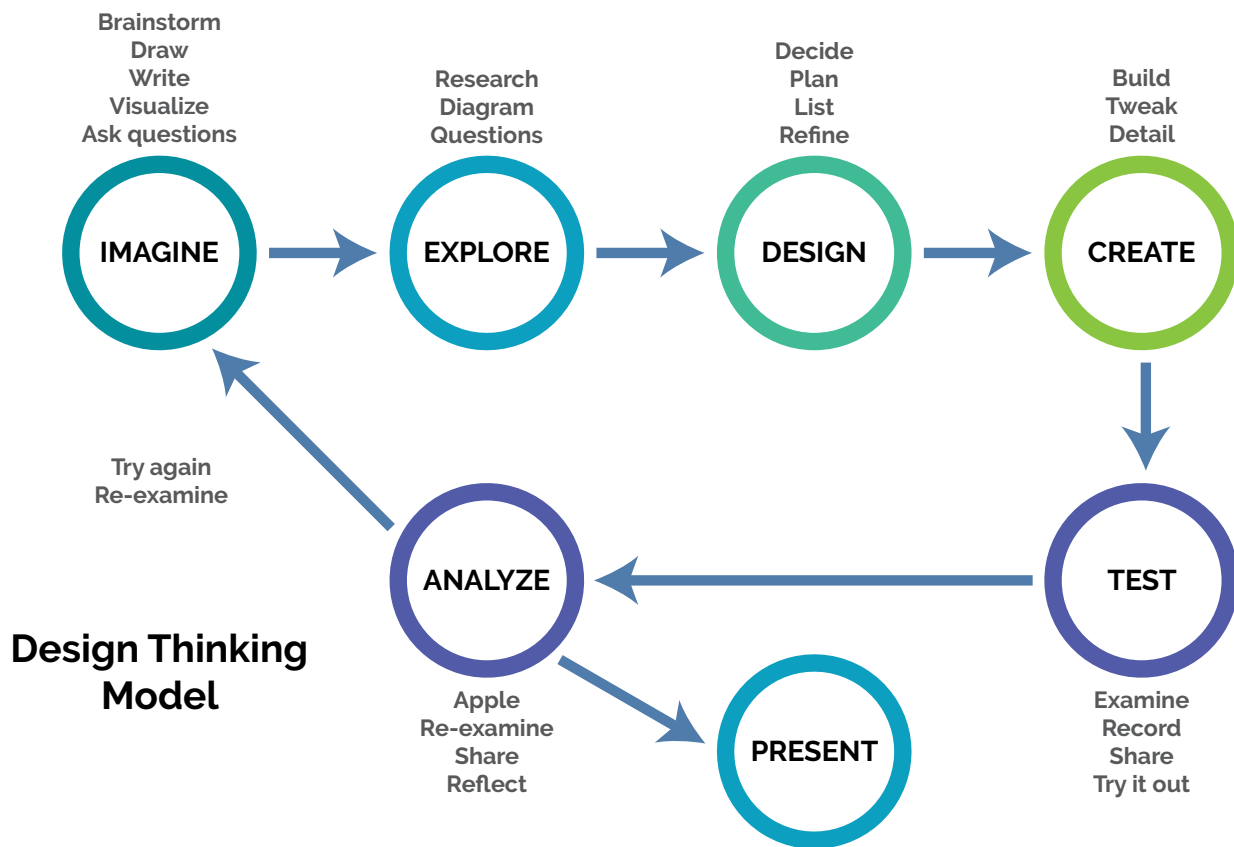 Brainstorm
Draw
Write
Visualize
Ask questions
Research
Diagram
Questions
Decide
Plan
List
Refine
Build
Tweak
Detail
IMAGINE
EXPLORE
DESIGN
CREATE
Try again
Re-examine
ANALYZE
TEST
Design Thinking
Model
Apple
Re-examine
Share
Reflect
PRESENT
Examine
Record
Share
Try it out